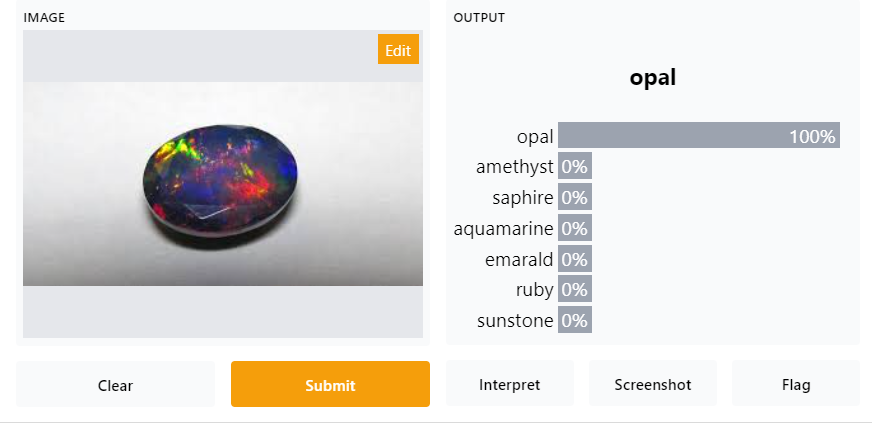 IMAGE
Edit
OUTPUT
opal
opal 100%
amethyst 0%
saphire 0%
aquamarine 0%
emarald 0%
ruby 0%
sunstone 0%
Clear
Submit
Interpret
Screenshot
Flag